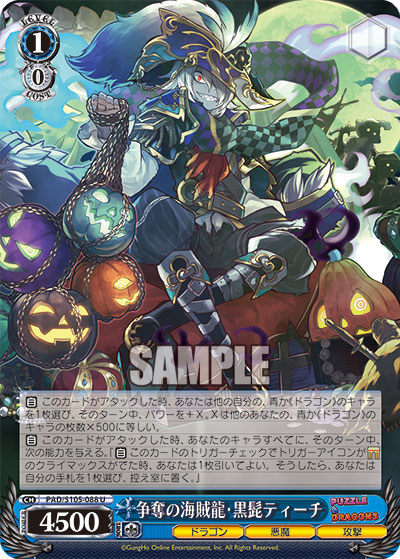 LEVEL
1
0
COST
SAMPLE
【自】 このカードがアタックした時、あなたは他の自分の、青か《ドラゴン》のキャラ
を1枚選び、そのターン中、パワーを＋X。Xは他のあなたの、青か《ドラゴン》の
キャラの枚数×500に等しい。
【自】 このカードがアタックした時、あなたのキャラすべてに、そのターン中、次
の能力を与える。『【自】 このカードのトリガーチェックでトリガーアイコンが
のクライマックスがでた時、あなたは1枚引いてよい。そうしたら、あなたは
自分の手札を1枚選び、控え室に置く。』
CH PAD/S105-088 U
POWER
4500
争奪の海賊龍・黒髭ティーチ
PUZZLE & DRAGONS
ドラゴン 悪魔 攻撃
©GungHo Online Entertainment, Inc. All Rights Reserved.